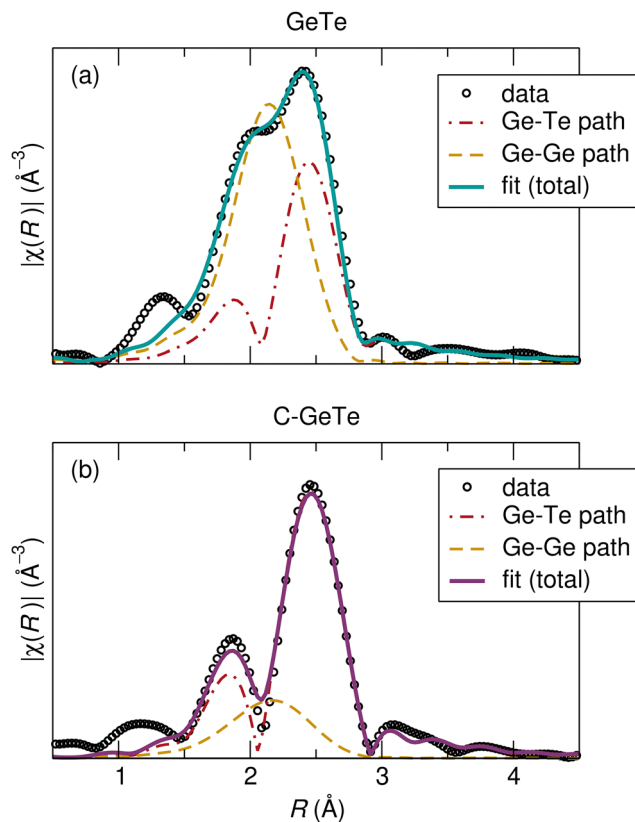 GeTe
(a)
data
Ge-Te path
Ge-Ge path
fit (total)
|χ(R)| (Å⁻³)
C-GeTe
(b)
data
Ge-Te path
Ge-Ge path
fit (total)
|χ(R)| (Å⁻³)
1 2 3 4
R (Å)